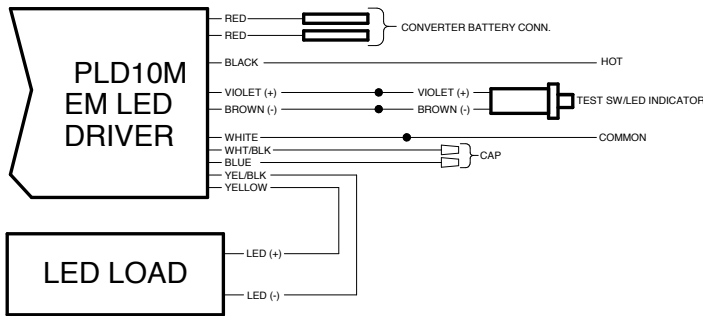 RED
RED
CONVERTER BATTERY CONN.
BLACK
HOT
PLD10M
EM LED
DRIVER
VIOLET (+)
VIOLET (+)
BROWN (-)
BROWN (-)
TEST SW/LED INDICATOR
WHITE
COMMON
WHT/BLK
BLUE
CAP
YEL/BLK
YELLOW
LED LOAD
LED (+)
LED (-)